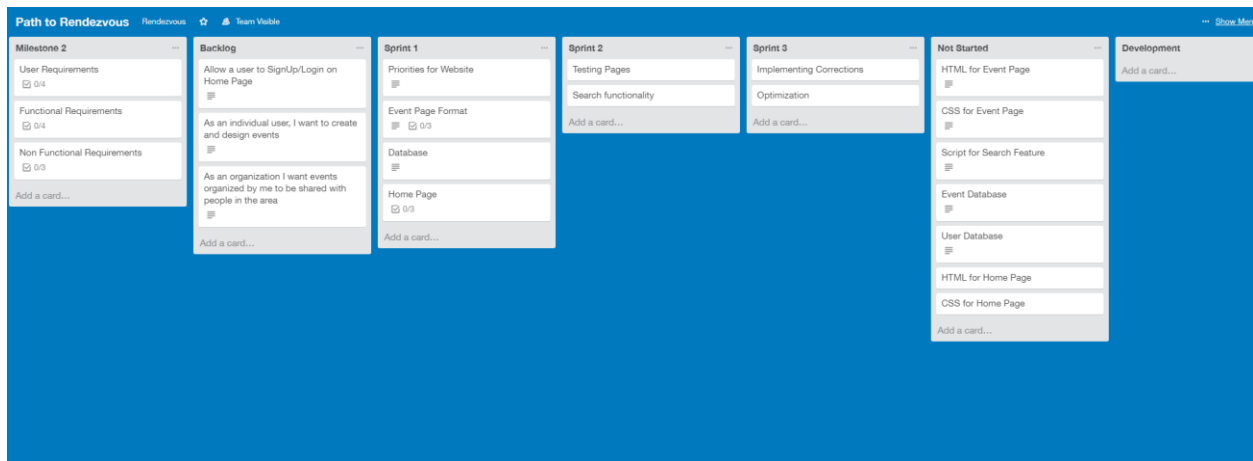 Path to Rendezvous Rendezvous Team Visible ... Show Men
Milestone 2 ...
User Requirements
0/4
Functional Requirements
0/4
Non Functional Requirements
0/3
Add a card...
Backlog ...
Allow a user to SignUp/Login on
Home Page
As an individual user, I want to create
and design events
As an organization I want events
organized by me to be shared with
people in the area
Add a card...
Sprint 1 ...
Priorities for Website
Event Page Format
0/3
Database
Home Page
0/3
Add a card...
Sprint 2 ...
Testing Pages
Search functionality
Add a card...
Sprint 3 ...
Implementing Corrections
Optimization
Add a card...
Not Started ...
HTML for Event Page
CSS for Event Page
Script for Search Feature
Event Database
User Database
HTML for Home Page
CSS for Home Page
Add a card...
Development
Add a card...